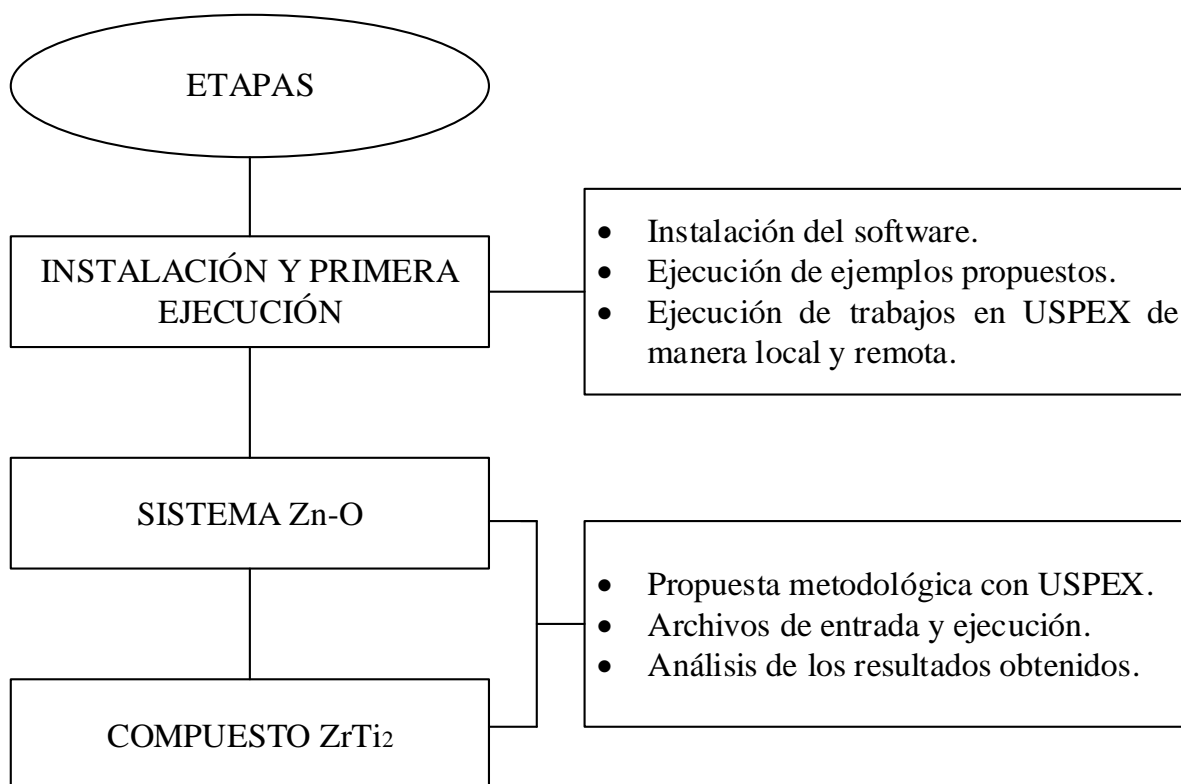 ETAPAS
INSTALACIÓN Y PRIMERA
EJECUCIÓN
• Instalación del software.
• Ejecución de ejemplos propuestos.
• Ejecución de trabajos en USPEX de
manera local y remota.
SISTEMA Zn-O
• Propuesta metodológica con USPEX.
• Archivos de entrada y ejecución.
• Análisis de los resultados obtenidos.
COMPUESTO ZrTi2